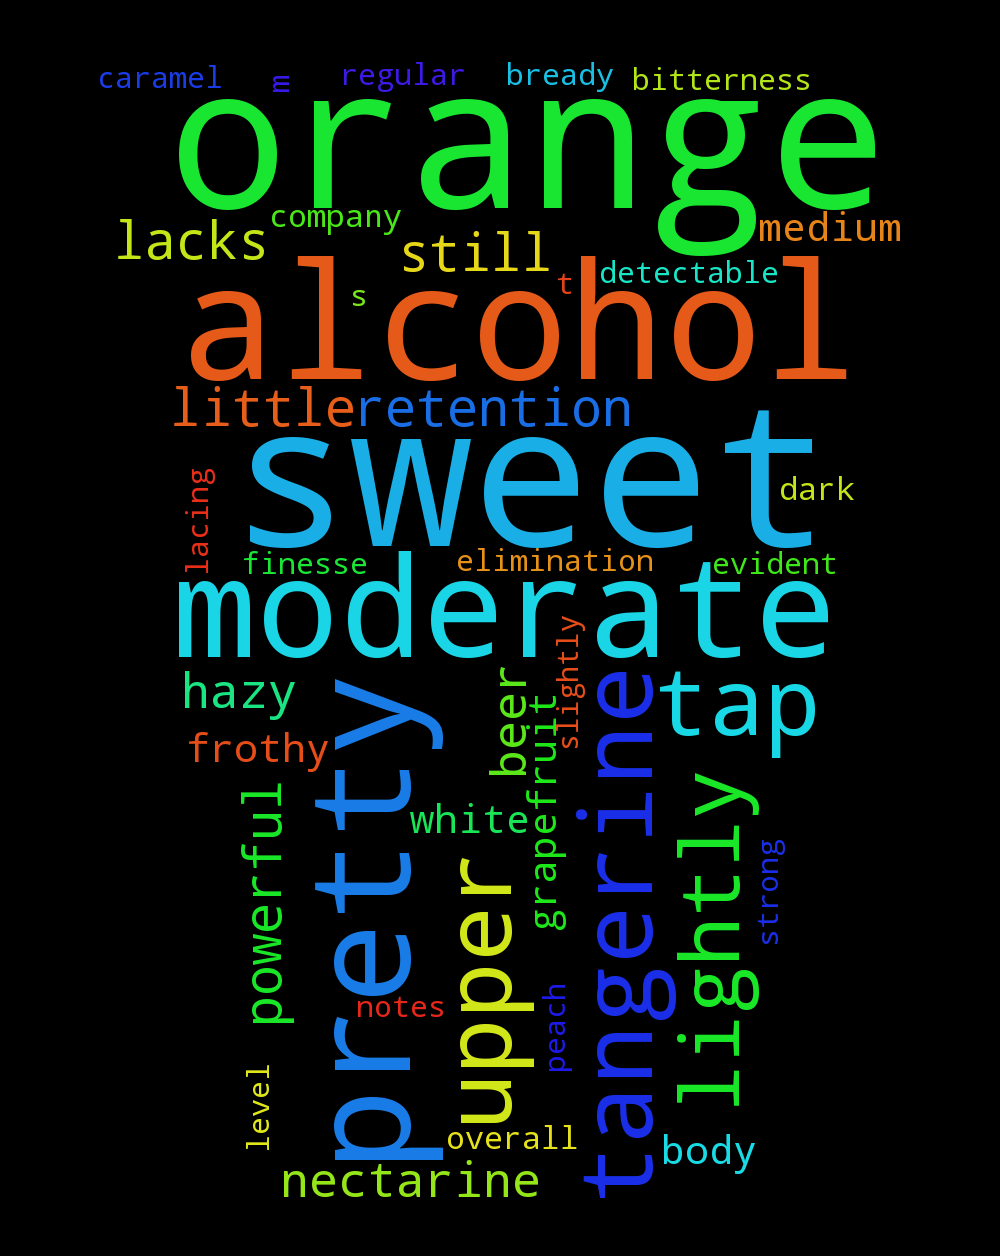 caramel
m
regular
bready
bitterness
orange
company
lacks
still
medium
detectable
t
s
alcohol
little
retention
sweet
lacing
dark
finesse
elimination
evident
moderate
hazy
frothy
pretty
beer
grapefruit
slightly
tangerine
tap
powerful
white
upper
lightly
strong
notes
peach
level
overall
body
nectarine